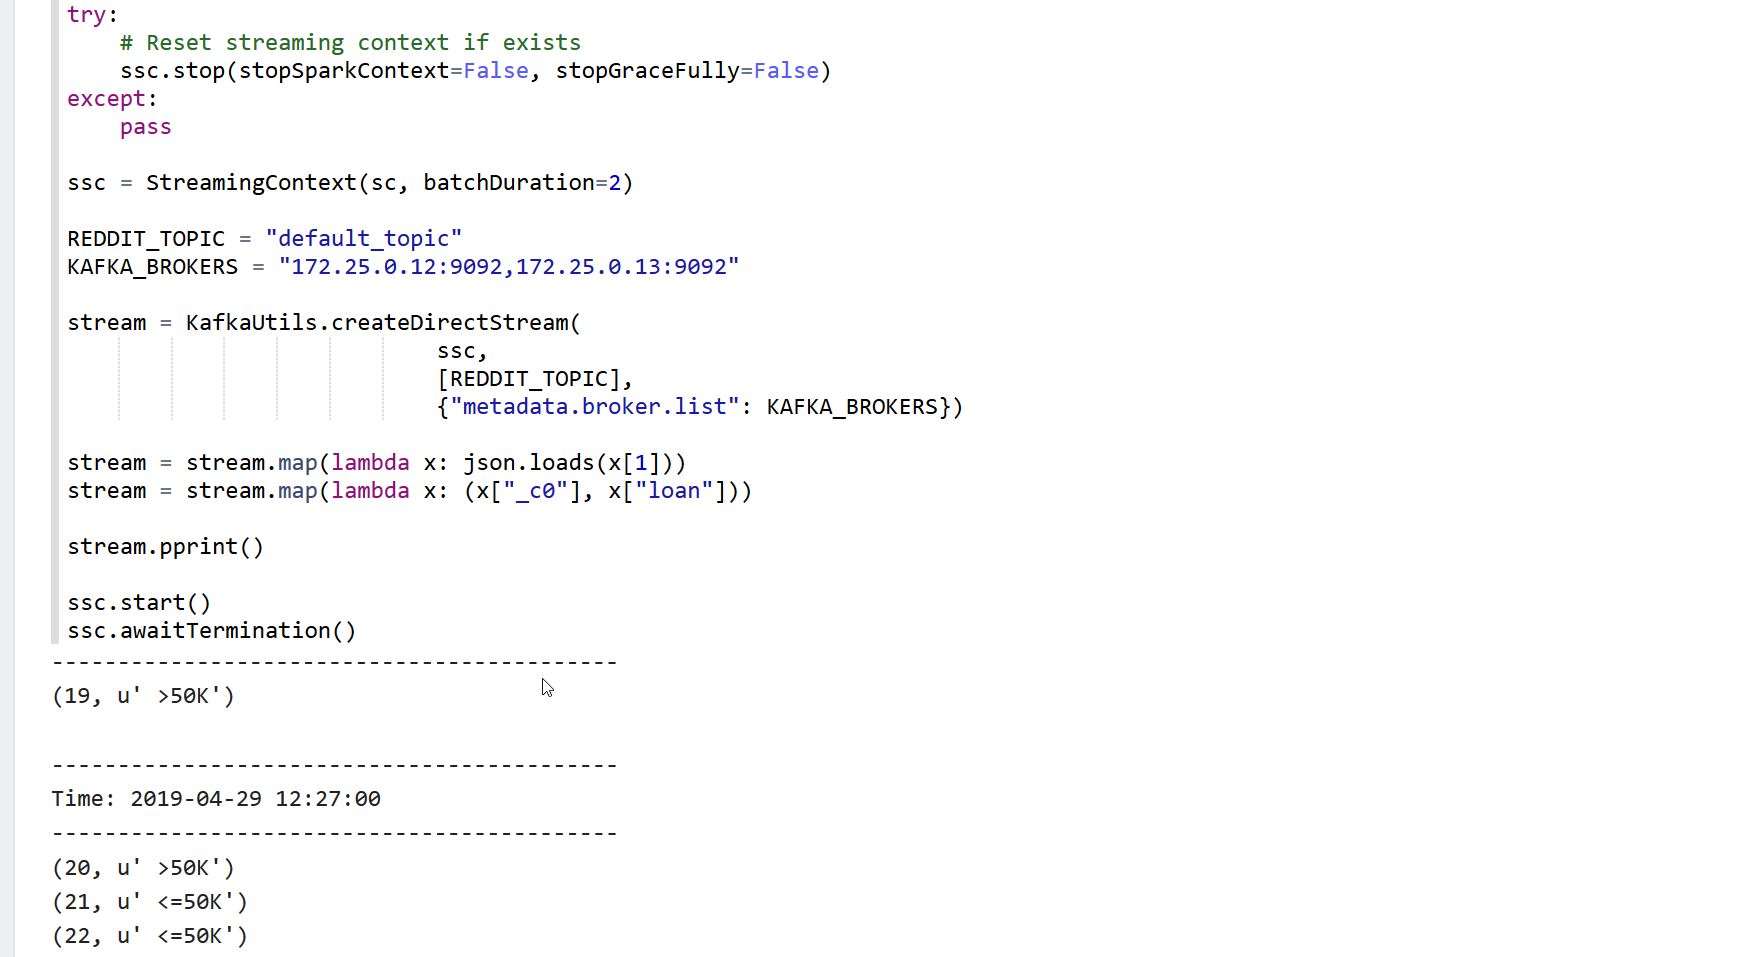 try:
    # Reset streaming context if exists
    ssc.stop(stopSparkContext=False, stopGraceFully=False)
except:
    pass
ssc = StreamingContext(sc, batchDuration=2)
REDDIT_TOPIC = "default_topic"
KAFKA_BROKERS = "172.25.0.12:9092,172.25.0.13:9092"
stream = KafkaUtils.createDirectStream(
                            ssc,
                            [REDDIT_TOPIC],
                            {"metadata.broker.list": KAFKA_BROKERS})
stream = stream.map(lambda x: json.loads(x[1]))
stream = stream.map(lambda x: (x["_c0"], x["loan"]))
stream.pprint()
ssc.start()
ssc.awaitTermination()
-------------------------------------------
(19, u' >50K')
-------------------------------------------
Time: 2019-04-29 12:27:00
-------------------------------------------
(20, u' >50K')
(21, u' <=50K')
(22, u' <=50K')